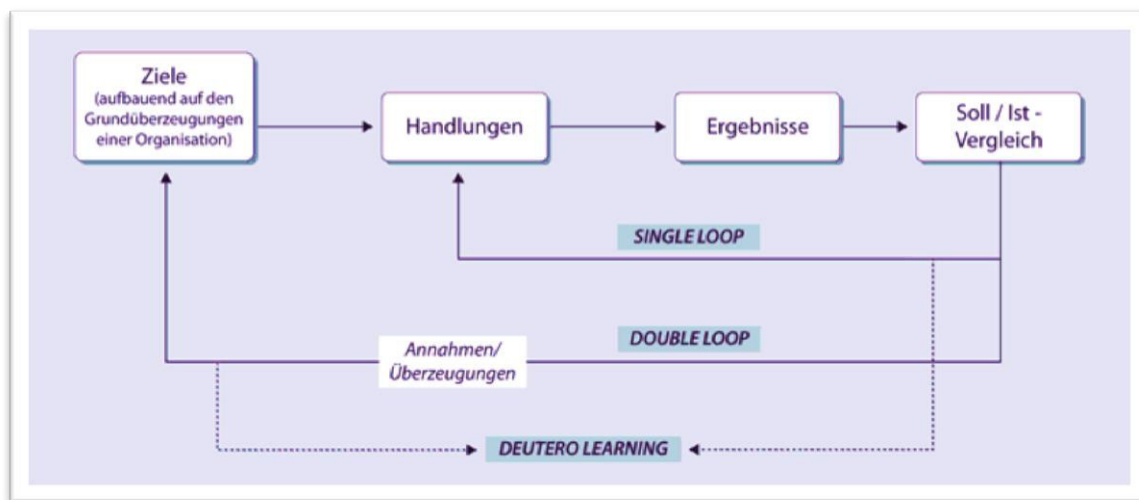 Ziele
(aufbauend auf den
Grundüberzeugungen
einer Organisation)
Handlungen
Ergebnisse
Soll / Ist -
Vergleich
SINGLE LOOP
DOUBLE LOOP
Annahmen/
Überzeugungen
DEUTERO LEARNING